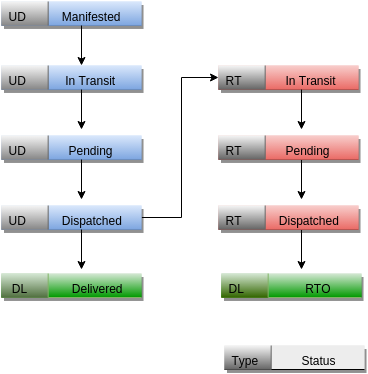 UD Manifested
UD In Transit
UD Pending
UD Dispatched
DL Delivered
RT In Transit
RT Pending
RT Dispatched
DL RTO
Type Status